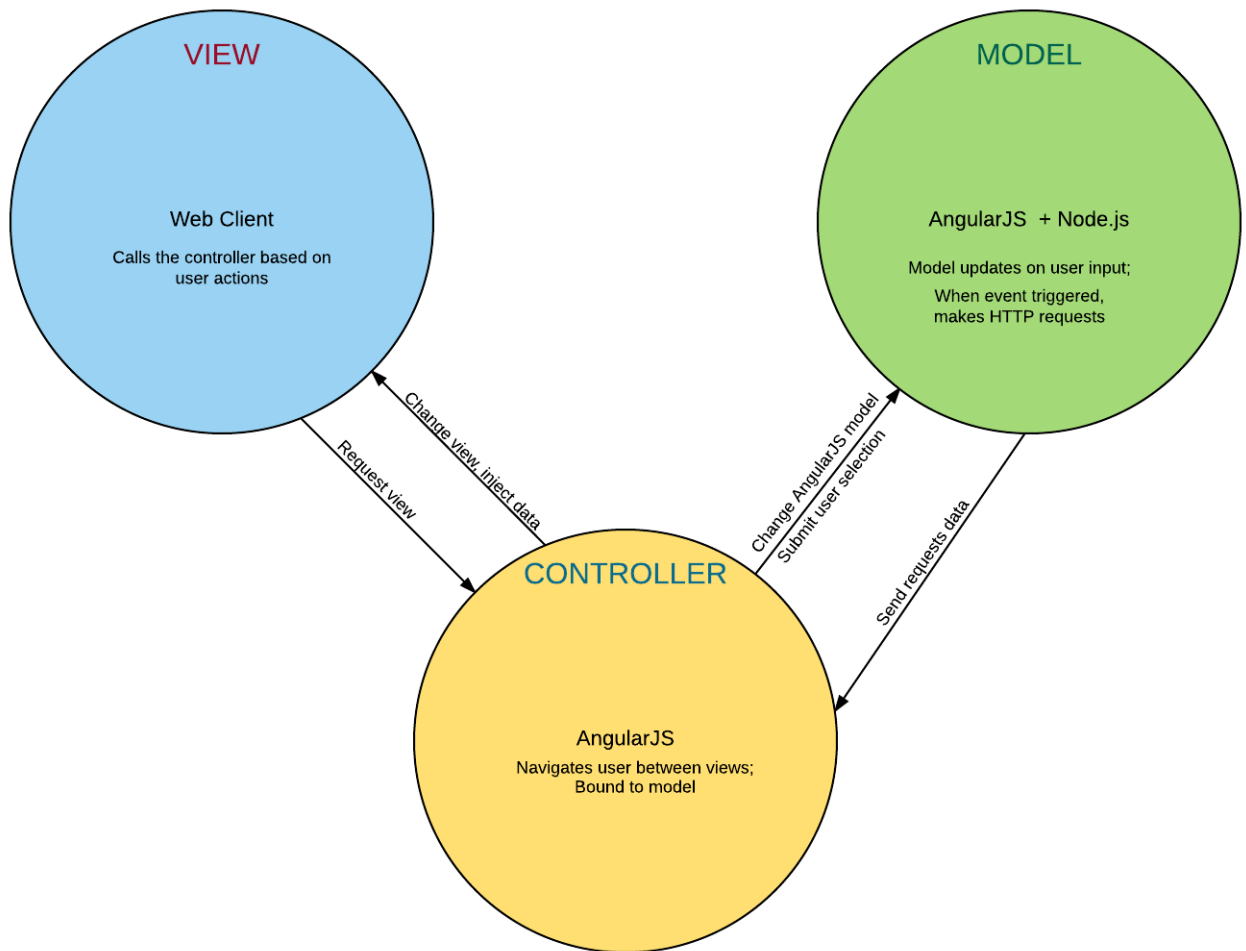 VIEW
Web Client
Calls the controller based on
user actions
MODEL
AngularJS + Node.js
Model updates on user input;
When event triggered,
makes HTTP requests
Change view, inject data
Request view
Change AngularJS model
Submit user selection
Send requests data
CONTROLLER
AngularJS
Navigates user between views;
Bound to model